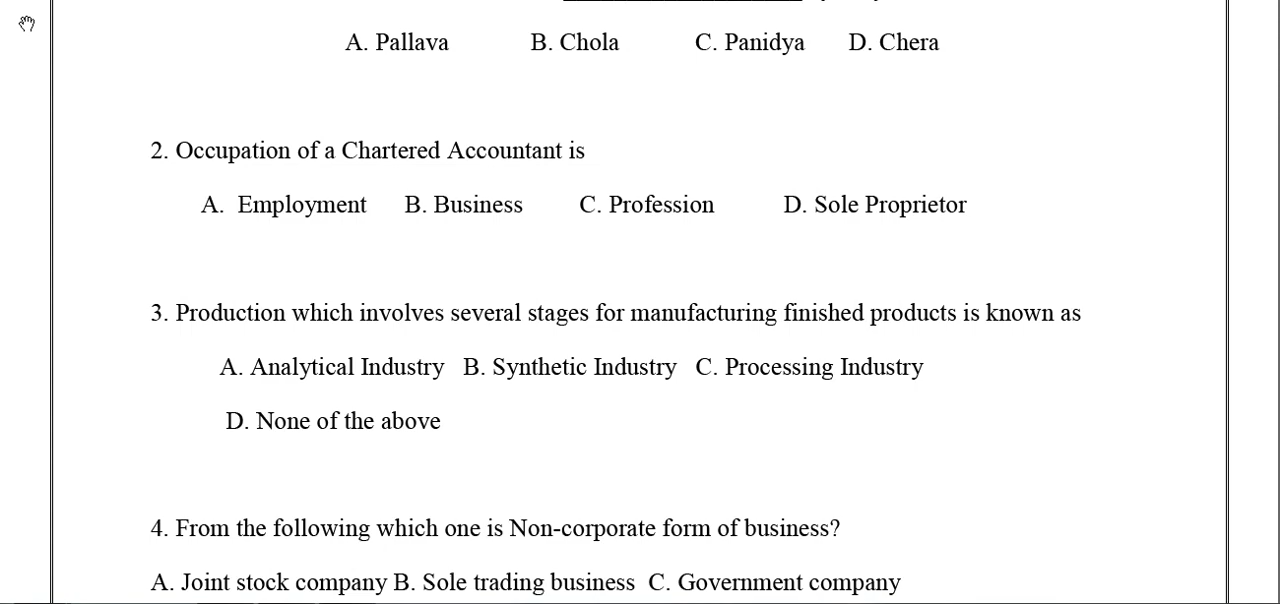 A. Pallava B. Chola C. Panidya D. Chera
2. Occupation of a Chartered Accountant is
A. Employment B. Business C. Profession D. Sole Proprietor
3. Production which involves several stages for manufacturing finished products is known as
A. Analytical Industry B. Synthetic Industry C. Processing Industry
D. None of the above
4. From the following which one is Non-corporate form of business?
A. Joint stock company B. Sole trading business C. Government company